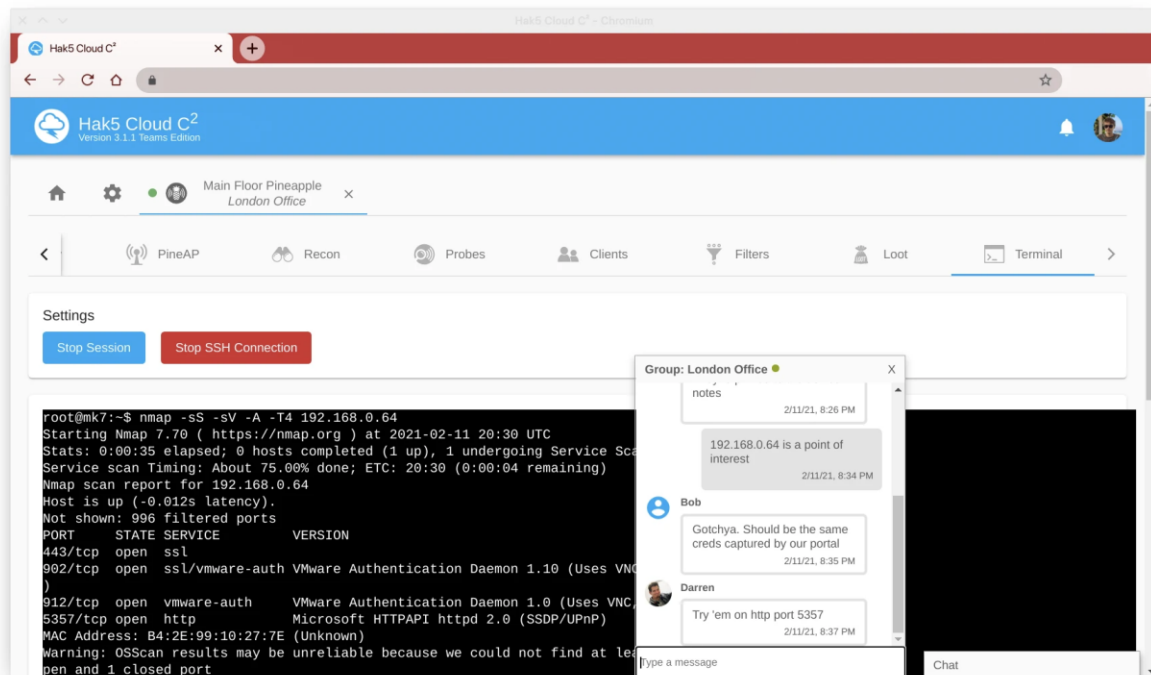 Hak5 Cloud C² - Chromium
Hak5 Cloud C²
Hak5 Cloud C²
Version 3.1.1 Teams Edition
Main Floor Pineapple
London Office
PineAP
Recon
Probes
Clients
Filters
Loot
Terminal
Settings
Stop Session
Stop SSH Connection
root@mk7:~$ nmap -sS -sV -A -T4 192.168.0.64
Starting Nmap 7.70 ( https://nmap.org ) at 2021-02-11 20:30 UTC
Stats: 0:00:35 elapsed; 0 hosts completed (1 up), 1 undergoing Service Sca
Service scan Timing: About 75.00% done; ETC: 20:30 (0:00:04 remaining)
Nmap scan report for 192.168.0.64
Host is up (-0.012s latency).
Not shown: 996 filtered ports
PORT STATE SERVICE VERSION
443/tcp open ssl
902/tcp open ssl/vmware-auth VMware Authentication Daemon 1.10 (Uses VNC
)
912/tcp open vmware-auth VMware Authentication Daemon 1.0 (Uses VNC,
5357/tcp open http Microsoft HTTPAPI httpd 2.0 (SSDP/UPnP)
MAC Address: B4:2E:99:10:27:7E (Unknown)
Warning: OSScan results may be unreliable because we could not find at lea
pen and 1 closed port
Group: London Office
X
notes
2/11/21, 8:26 PM
192.168.0.64 is a point of
interest
2/11/21, 8:34 PM
Bob
Gotchya. Should be the same
creds captured by our portal
2/11/21, 8:35 PM
Darren
Try 'em on http port 5357
2/11/21, 8:37 PM
Type a message
Chat